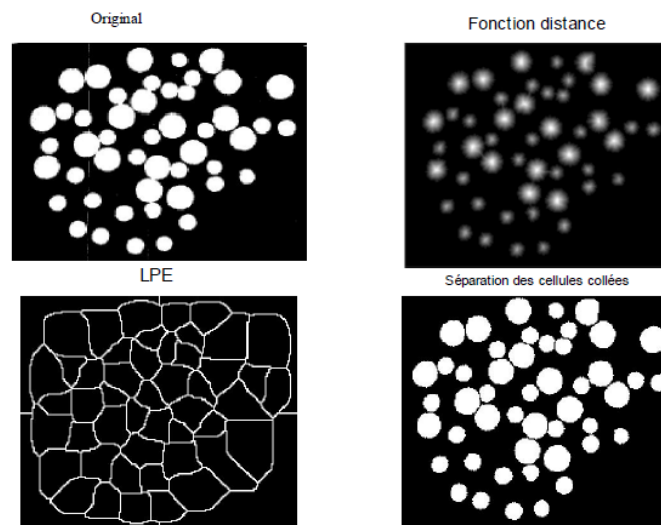 Original
Fonction distance
LPE
Séparation des cellules collées